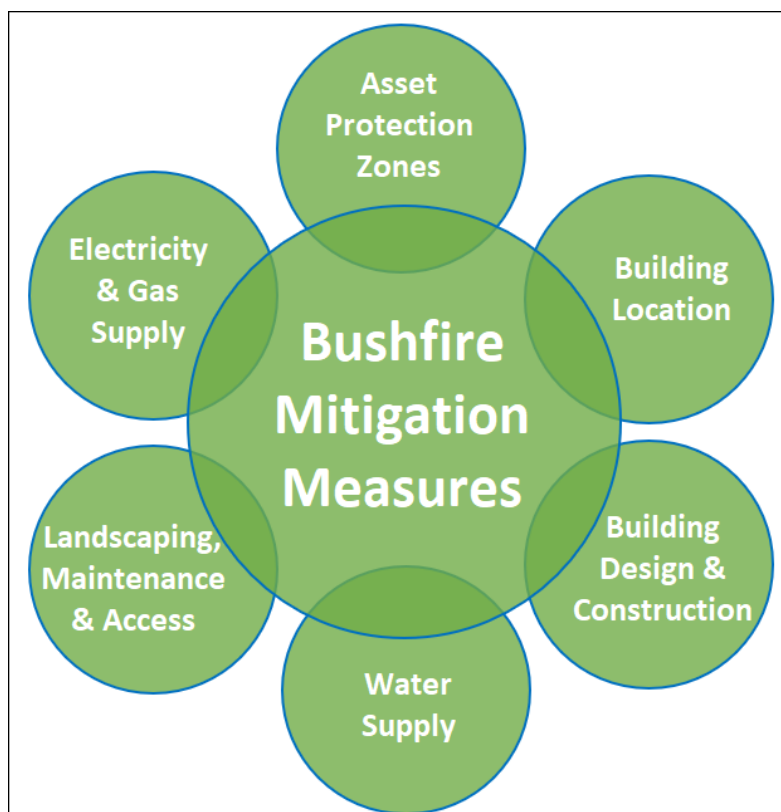 Asset
Protection
Zones
Building
Location
Building
Design &
Construction
Water
Supply
Landscaping,
Maintenance
& Access
Electricity
& Gas
Supply
Bushfire
Mitigation
Measures